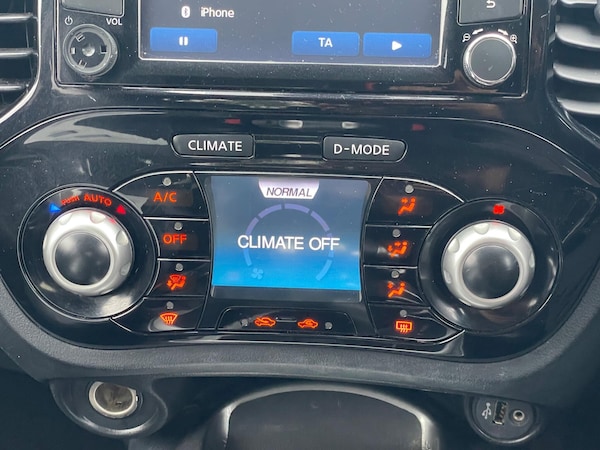 iPhone
VOL
TA
CLIMATE
D-MODE
AUTO
A/C
NORMAL
OFF
CLIMATE OFF